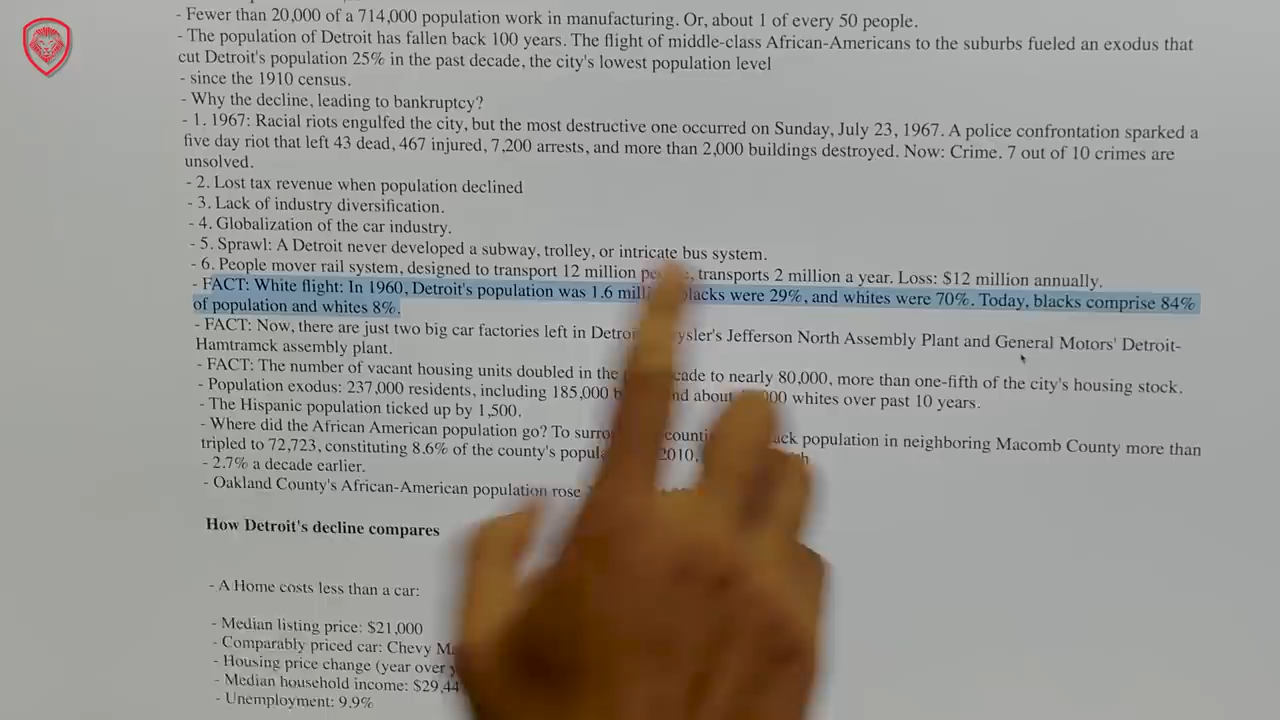 - Fewer than 20,000 of a 714,000 population work in manufacturing. Or, about 1 of every 50 people.
- The population of Detroit has fallen back 100 years. The flight of middle-class African-Americans to the suburbs fueled an exodus that
cut Detroit's population 25% in the past decade, the city's lowest population level
- since the 1910 census.
- Why the decline, leading to bankruptcy?
- 1. 1967: Racial riots engulfed the city, but the most destructive one occurred on Sunday, July 23, 1967. A police confrontation sparked a
five day riot that left 43 dead, 467 injured, 7,200 arrests, and more than 2,000 buildings destroyed. Now: Crime. 7 out of 10 crimes are
unsolved.
- 2. Lost tax revenue when population declined
- 3. Lack of industry diversification.
- 4. Globalization of the car industry.
- 5. Sprawl: A Detroit never developed a subway, trolley, or intricate bus system.
- 6. People mover rail system, designed to transport 12 million transports 2 million a year. Loss: $12 million annually.
- FACT: White flight: In 1960, Detroit's population was 1.6 blacks were 29%, and whites were 70%. Today, blacks comprise 84%
of population and whites 8%.
- FACT: Now, there are just two big car factories left in Jefferson North Assembly Plant and General Motors' Detroit-
Hamtramck assembly plant.
- FACT: The number of vacant housing units doubled in the to nearly 80,000, more than one-fifth of the city's housing stock.
- Population exodus: 237,000 residents, including 185,000 about whites over past 10 years.
- The Hispanic population ticked up by 1,500.
- Where did the African American population go? To population in neighboring Macomb County more than
tripled to 72,723, constituting 8.6% of the county's 2010,
- 2.7% a decade earlier.
- Oakland County's African-American population rose
How Detroit's decline compares
- A Home costs less than a car:
- Median listing price: $21,000
- Comparably priced car: Chevy
- Housing price change (year over
- Median household income:
- Unemployment: 9.9%